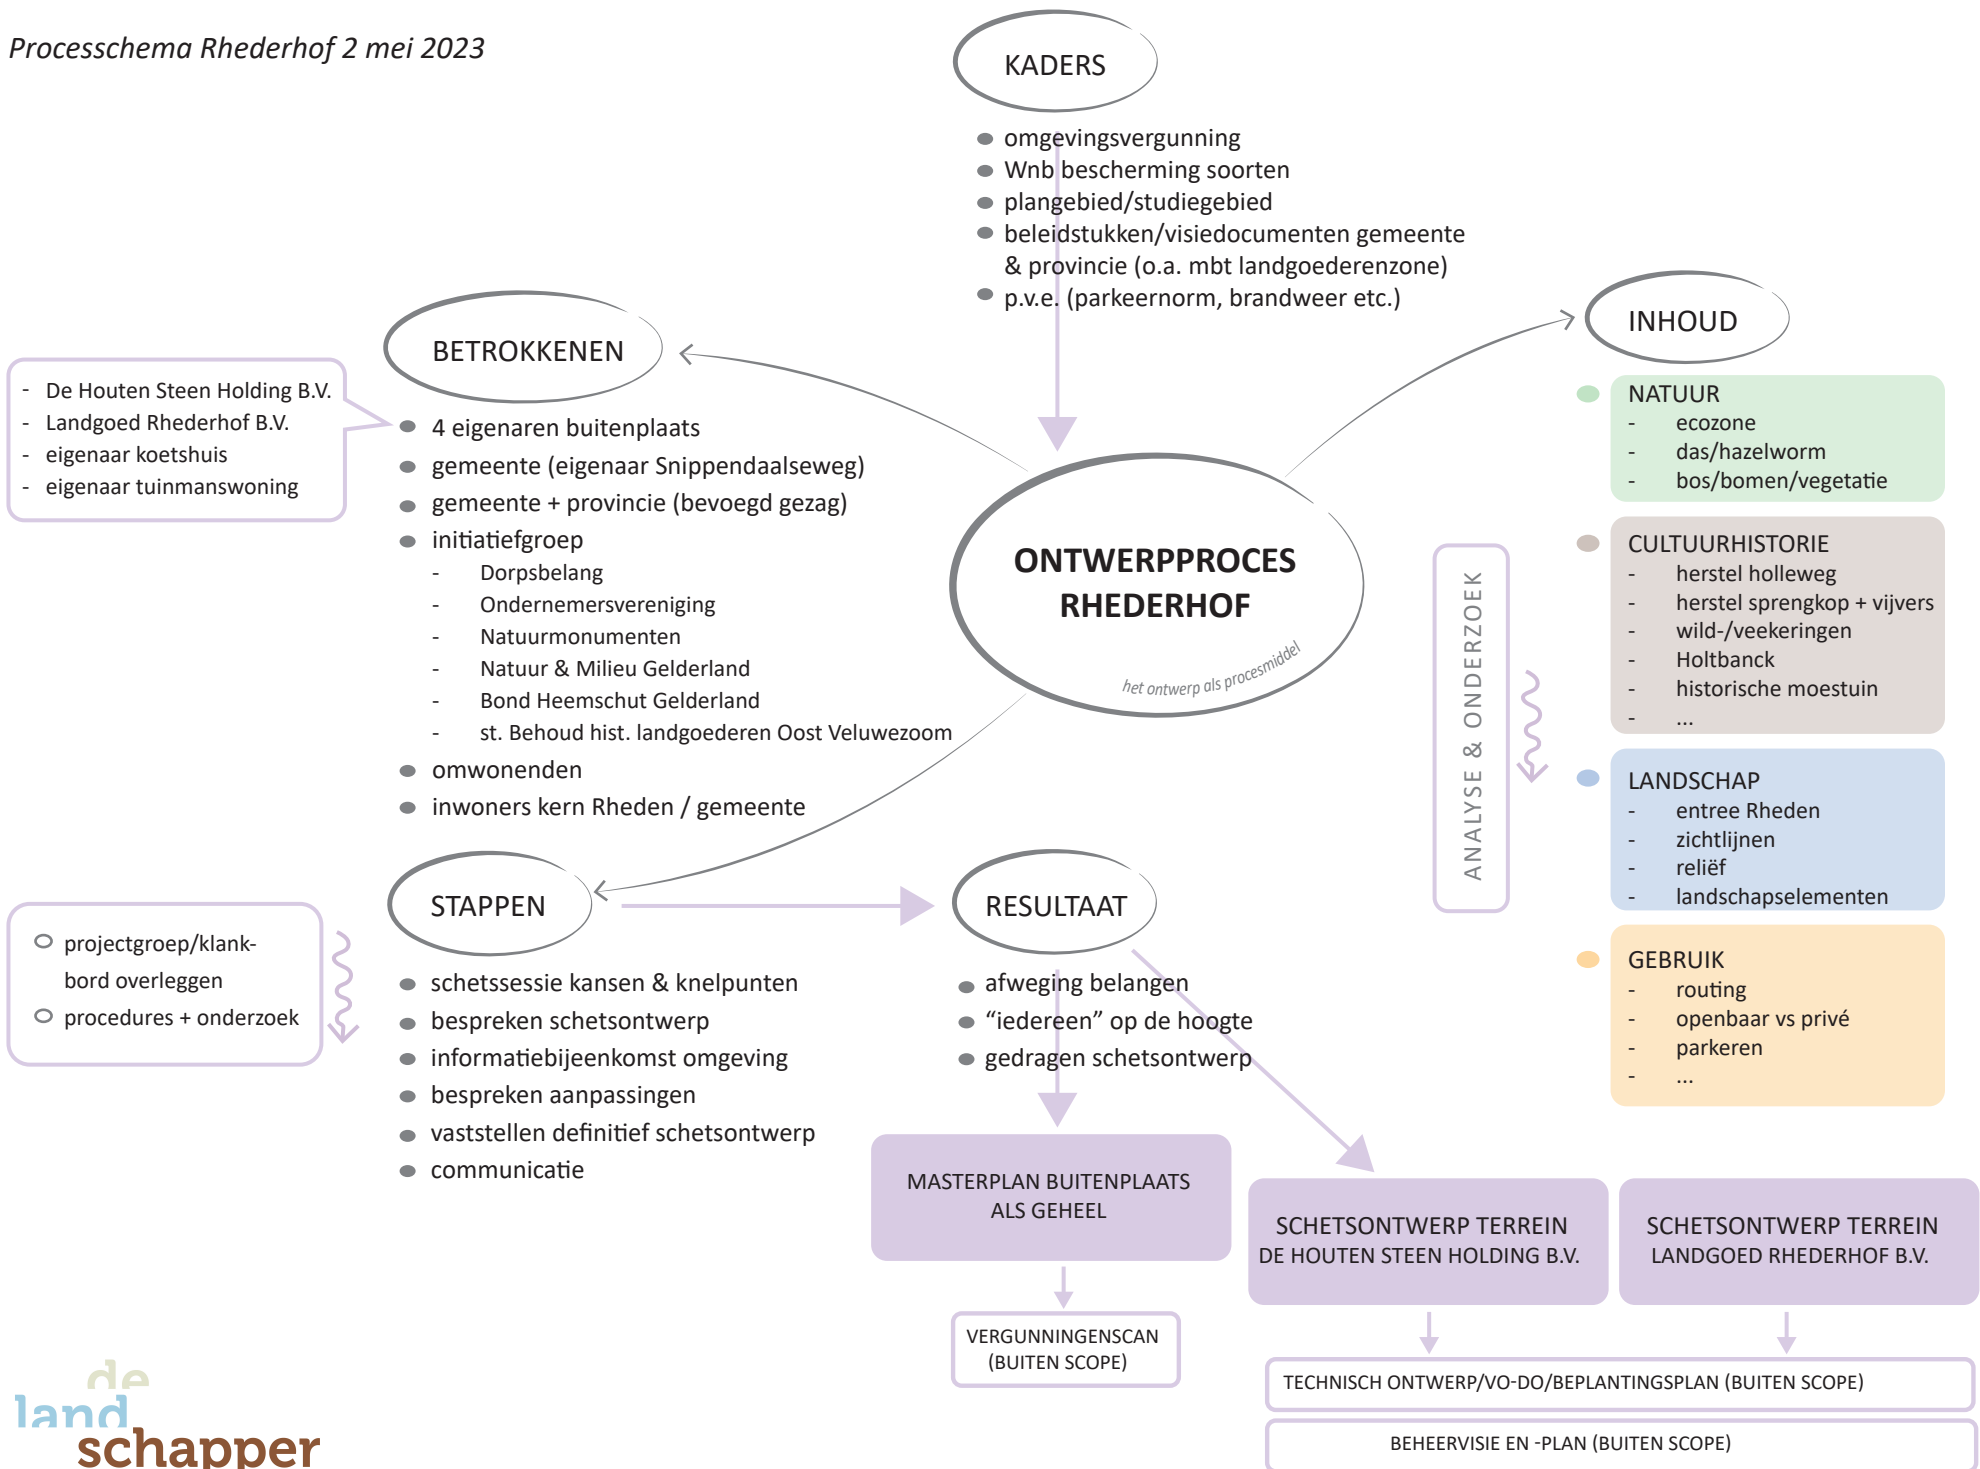 Processchema Rhederhof 2 mei 2023
KADERS
omgevingsvergunning
Wnb bescherming soorten
plangebied/studiegebied
beleidstukken/visiedocumenten gemeente
& provincie (o.a. mbt landgoederenzone)
p.v.e. (parkeernorm, brandweer etc.)
BETROKKENEN
- De Houten Steen Holding B.V.
- Landgoed Rhederhof B.V.
- eigenaar koetshuis
- eigenaar tuinmanswoning
4 eigenaren buitenplaats
gemeente (eigenaar Snippendaalseweg)
gemeente + provincie (bevoegd gezag)
initiatiefgroep
- Dorpsbelang
- Ondernemersvereniging
- Natuurmonumenten
- Natuur & Milieu Gelderland
- Bond Heemschut Gelderland
- st. Behoud hist. landgoederen Oost Veluwezoom
omwonenden
inwoners kern Rheden / gemeente
ONTWERPPROCES
RHEDERHOF
het ontwerp als procesmiddel
ANALYSE & ONDERZOEK
INHOUD
NATUUR
- ecozone
- das/hazelworm
- bos/bomen/vegetatie
CULTUURHISTORIE
- herstel holleweg
- herstel sprengkop + vijvers
- wild-/veekeringen
- Holtbanck
- historische moestuin
- ...
LANDSCHAP
- entree Rheden
- zichtlijnen
- reliëf
- landschapselementen
GEBRUIK
- routing
- openbaar vs privé
- parkeren
- ...
STAPPEN
projectgroep/klank-
bord overleggen
procedures + onderzoek
schetssessie kansen & knelpunten
bespreken schetsontwerp
informatiebijeenkomst omgeving
bespreken aanpassingen
vaststellen definitief schetsontwerp
communicatie
RESULTAAT
afweging belangen
“iedereen” op de hoogte
gedragen schetsontwerp
MASTERPLAN BUITENPLAATS
ALS GEHEEL
SCHETSONTWERP TERREIN
DE HOUTEN STEEN HOLDING B.V.
SCHETSONTWERP TERREIN
LANDGOED RHEDERHOF B.V.
VERGUNNINGENSCAN
(BUITEN SCOPE)
TECHNISCH ONTWERP/VO-DO/BEPLANTINGSPLAN (BUITEN SCOPE)
BEHEERVISIE EN -PLAN (BUITEN SCOPE)
de
land
schapper